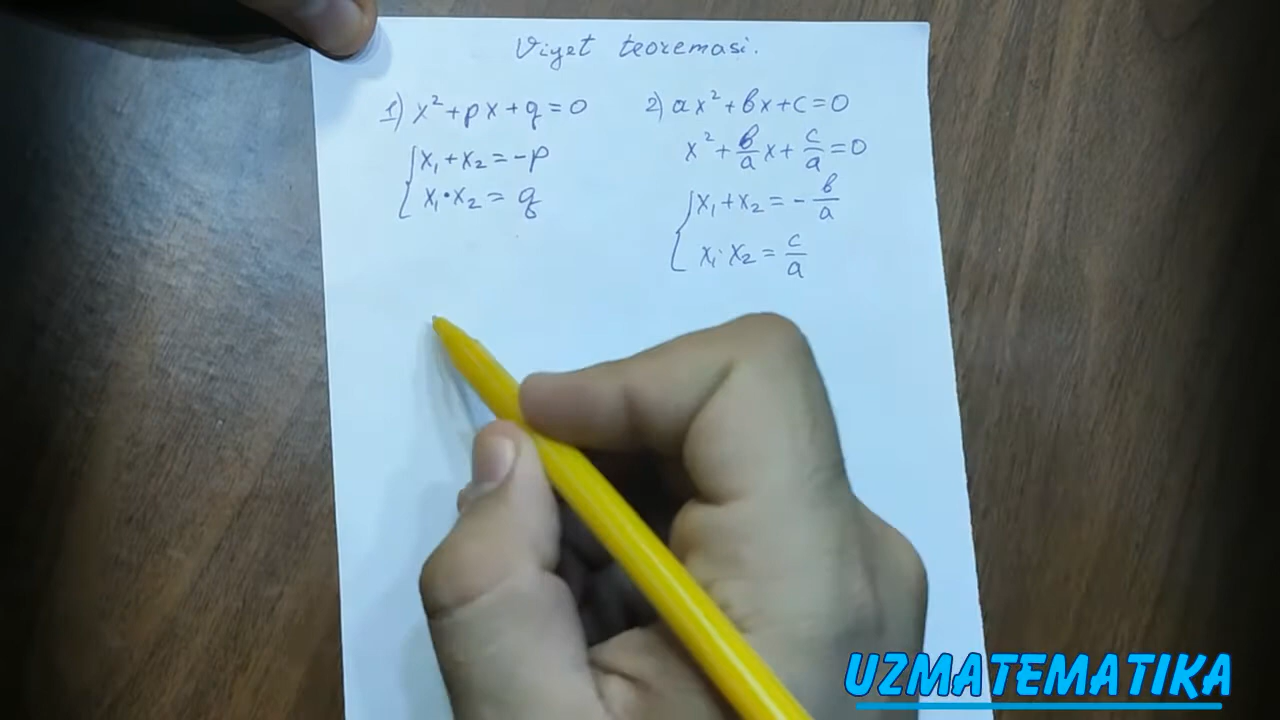 Viyet teoremasi.
1) x² + px + q = 0
{ x₁ + x₂ = -p
x₁ • x₂ = q
2) ax² + bx + c = 0
x² + b/a x + c/a = 0
{ x₁ + x₂ = - b/a
x₁ · x₂ = c/a
UZMATEMATIKA